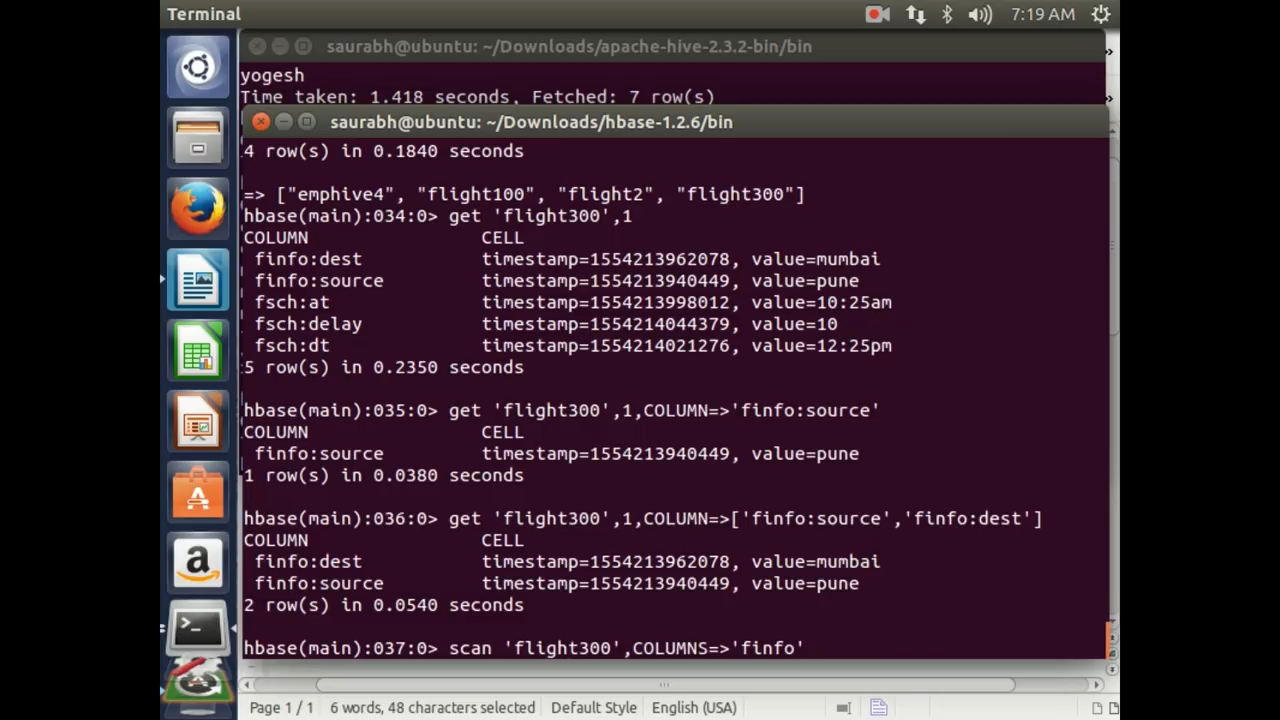 Terminal
7:19 AM
saurabh@ubuntu: ~/Downloads/apache-hive-2.3.2-bin/bin
yogesh
Time taken: 1.418 seconds, Fetched: 7 row(s)
saurabh@ubuntu: ~/Downloads/hbase-1.2.6/bin
4 row(s) in 0.1840 seconds
=> ["emphive4", "flight100", "flight2", "flight300"]
hbase(main):034:0> get 'flight300',1
COLUMN CELL
finfo:dest timestamp=1554213962078, value=mumbai
finfo:source timestamp=1554213940449, value=pune
fsch:at timestamp=1554213998012, value=10:25am
fsch:delay timestamp=1554214044379, value=10
fsch:dt timestamp=1554214021276, value=12:25pm
5 row(s) in 0.2350 seconds
hbase(main):035:0> get 'flight300',1,COLUMN=>'finfo:source'
COLUMN CELL
finfo:source timestamp=1554213940449, value=pune
1 row(s) in 0.0380 seconds
hbase(main):036:0> get 'flight300',1,COLUMN=>['finfo:source','finfo:dest']
COLUMN CELL
finfo:dest timestamp=1554213962078, value=mumbai
finfo:source timestamp=1554213940449, value=pune
2 row(s) in 0.0540 seconds
hbase(main):037:0> scan 'flight300',COLUMNS=>'finfo'
Page 1 / 1 6 words, 48 characters selected Default Style English (USA)